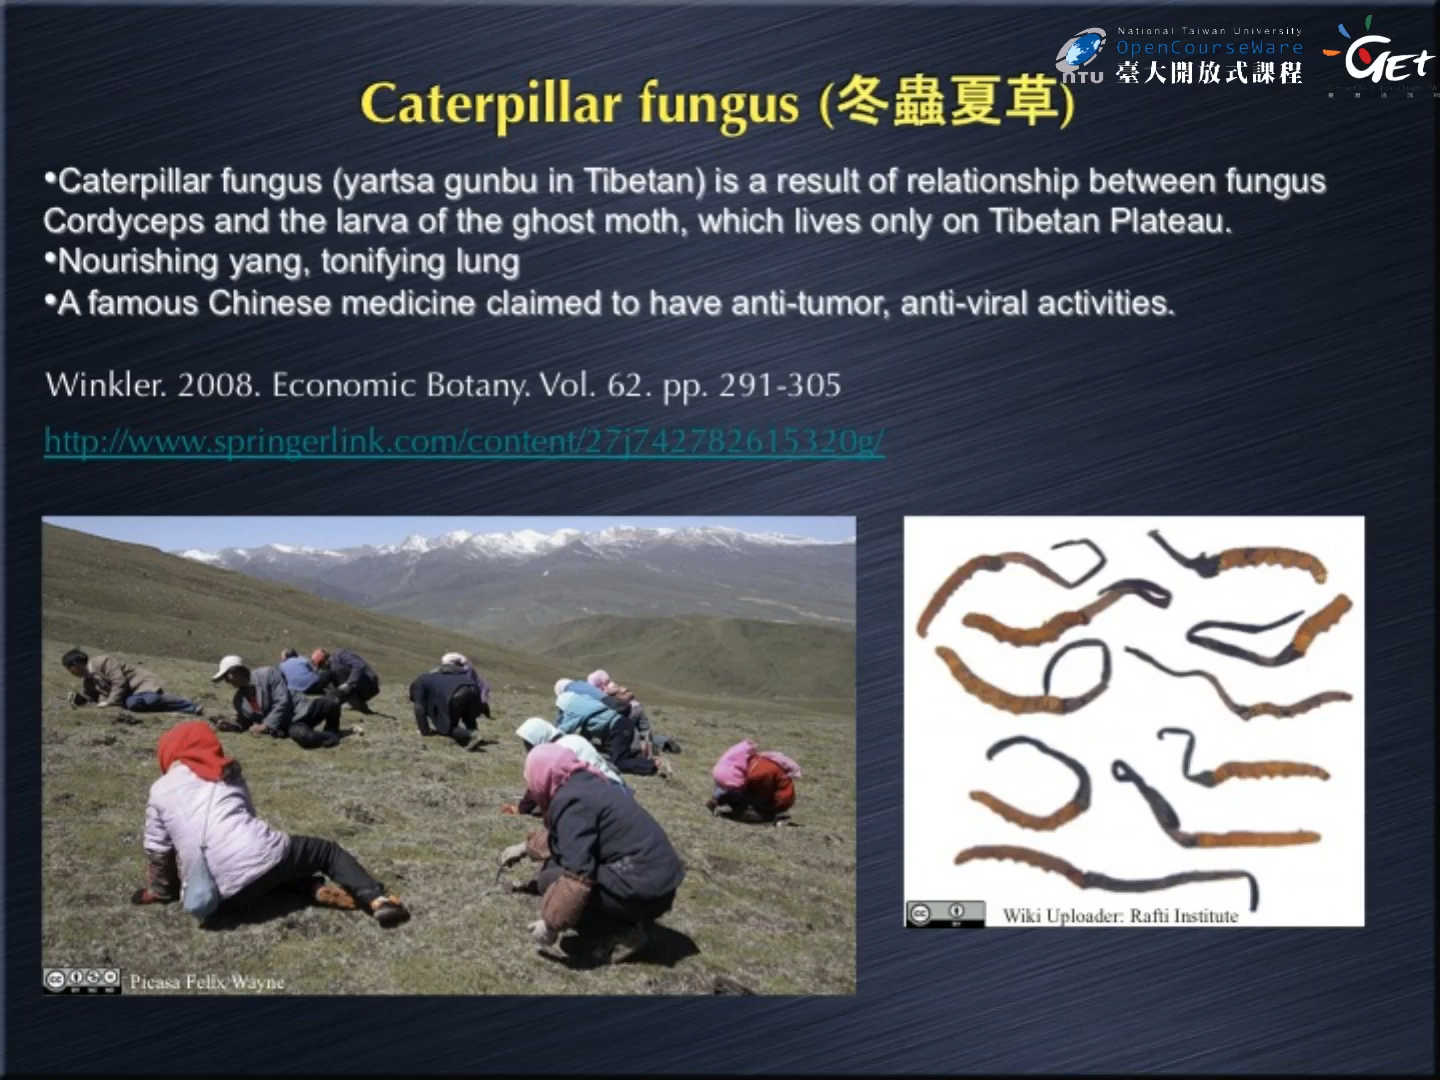 National Taiwan University
OpenCourseWare
NTU
臺大開放式課程
GET
Caterpillar fungus (冬蟲夏草)
•Caterpillar fungus (yartsa gunbu in Tibetan) is a result of relationship between fungus
Cordyceps and the larva of the ghost moth, which lives only on Tibetan Plateau.
•Nourishing yang, tonifying lung
•A famous Chinese medicine claimed to have anti-tumor, anti-viral activities.
Winkler. 2008. Economic Botany. Vol. 62. pp. 291-305
http://www.springerlink.com/content/27j742782615320g/
cc
Wiki Uploader: Rafti Institute
cc
Picasa Felix Wayne